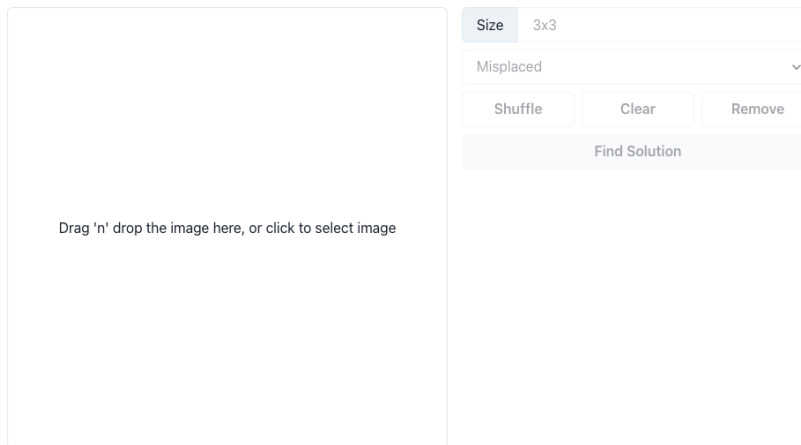 Size 3x3
Misplaced
Shuffle Clear Remove
Find Solution
Drag 'n' drop the image here, or click to select image